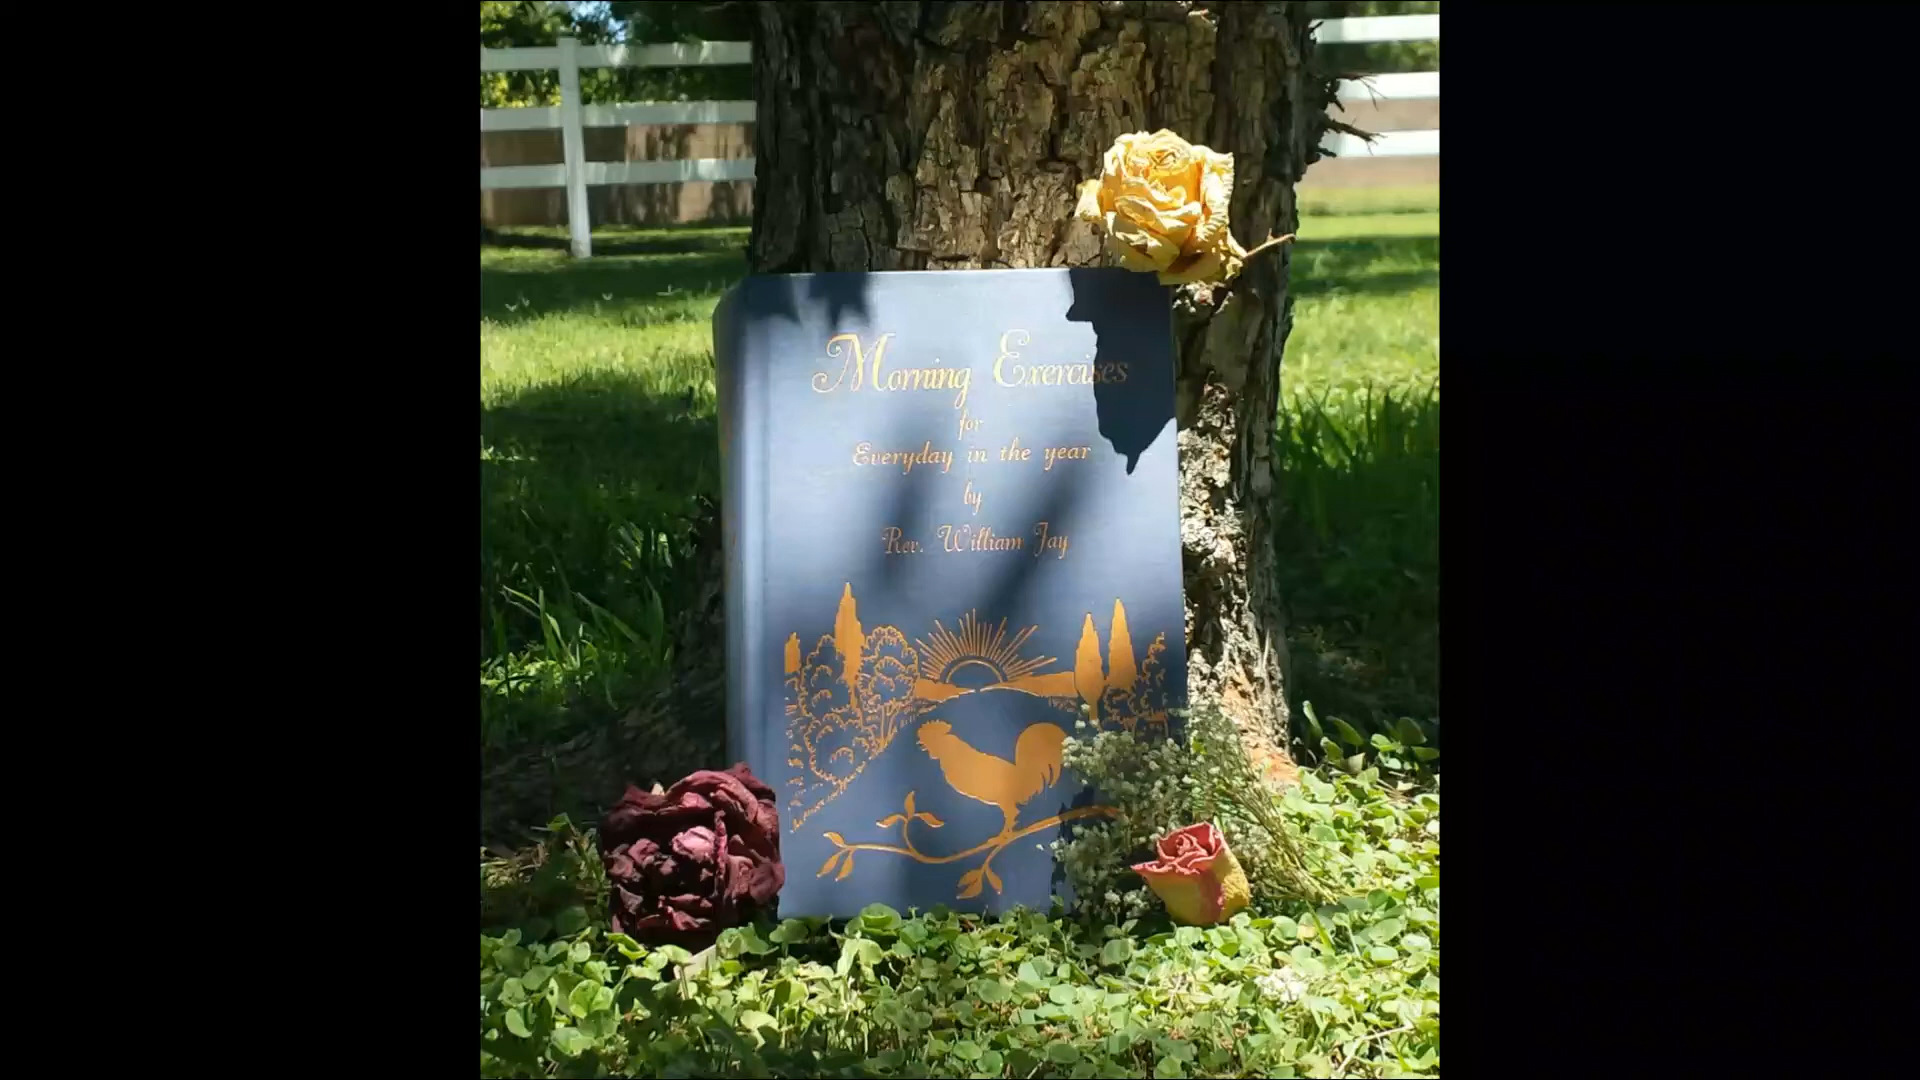 Morning Exercises
for
Everyday in the year
by
Rev. William Jay